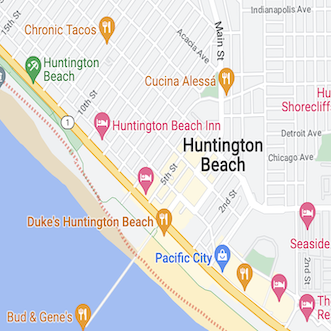 Indianapolis Ave
15th St
Chronic Tacos
Main St
Acacia Ave
Huntington
Beach
10th St
Cucina Alessá
Hu
Shorecliff
1
Huntington Beach Inn
Detroit Ave
Huntington
Beach
Chicago Ave
5th St
2nd St
Duke's Huntington Beach
Pacific City
Seaside
2nd St
Th
Re
Bud & Gene's